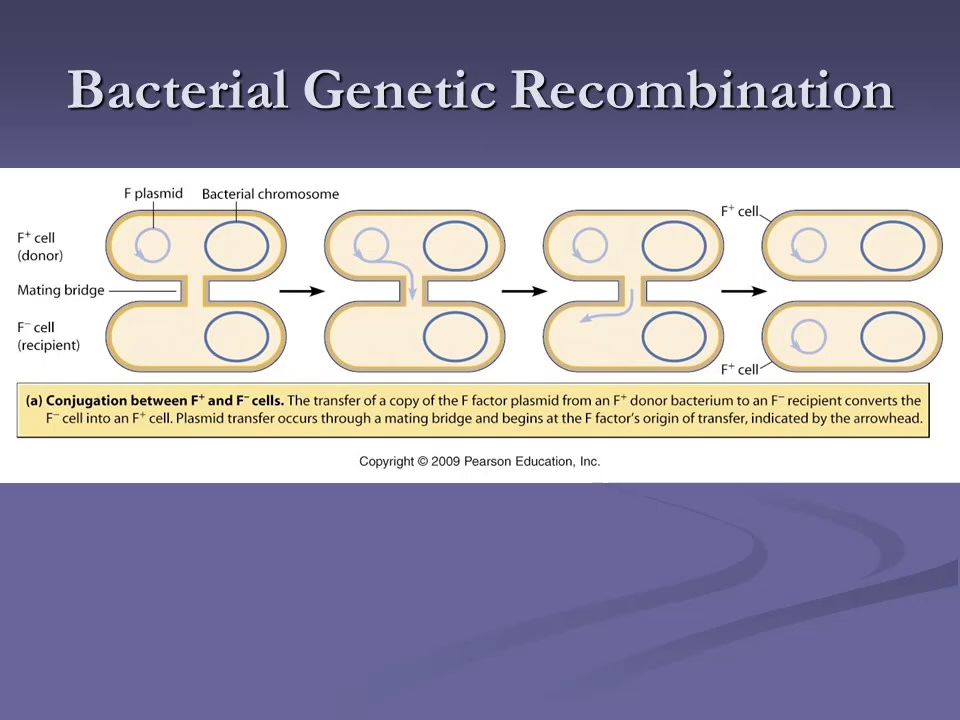 Bacterial Genetic Recombination
F plasmid
Bacterial chromosome
F⁺ cell
(donor)
Mating bridge
F⁻ cell
(recipient)
F⁺ cell
F⁺ cell
(a) Conjugation between F⁺ and F⁻ cells. The transfer of a copy of the F factor plasmid from an F⁺ donor bacterium to an F⁻ recipient converts the
F⁻ cell into an F⁺ cell. Plasmid transfer occurs through a mating bridge and begins at the F factor’s origin of transfer, indicated by the arrowhead.
Copyright © 2009 Pearson Education, Inc.